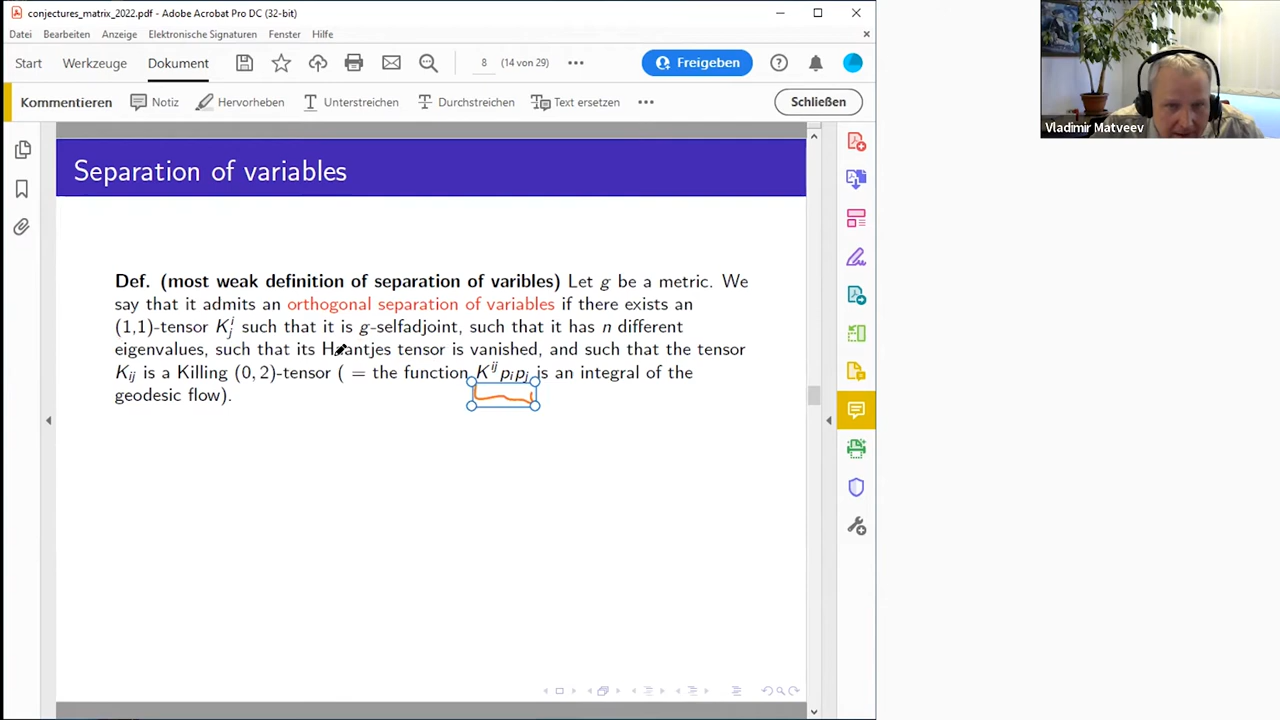 conjectures_matrix_2022.pdf - Adobe Acrobat Pro DC (32-bit)
Datei Bearbeiten Anzeige Elektronische Signaturen Fenster Hilfe
Start Werkzeuge Dokument 8 (14 von 29) Freigeben
Kommentieren Notiz Hervorheben Unterstreichen Durchstreichen Text ersetzen Schließen
Vladimir Matveev
Separation of variables
Def. (most weak definition of separation of varibles) Let g be a metric. We
say that it admits an orthogonal separation of variables if there exists an
(1,1)-tensor K^i_j such that it is g-selfadjoint, such that it has n different
eigenvalues, such that its Haantjes tensor is vanished, and such that the tensor
K_ij is a Killing (0, 2)-tensor ( = the function K^ij p_i p_j is an integral of the
geodesic flow).